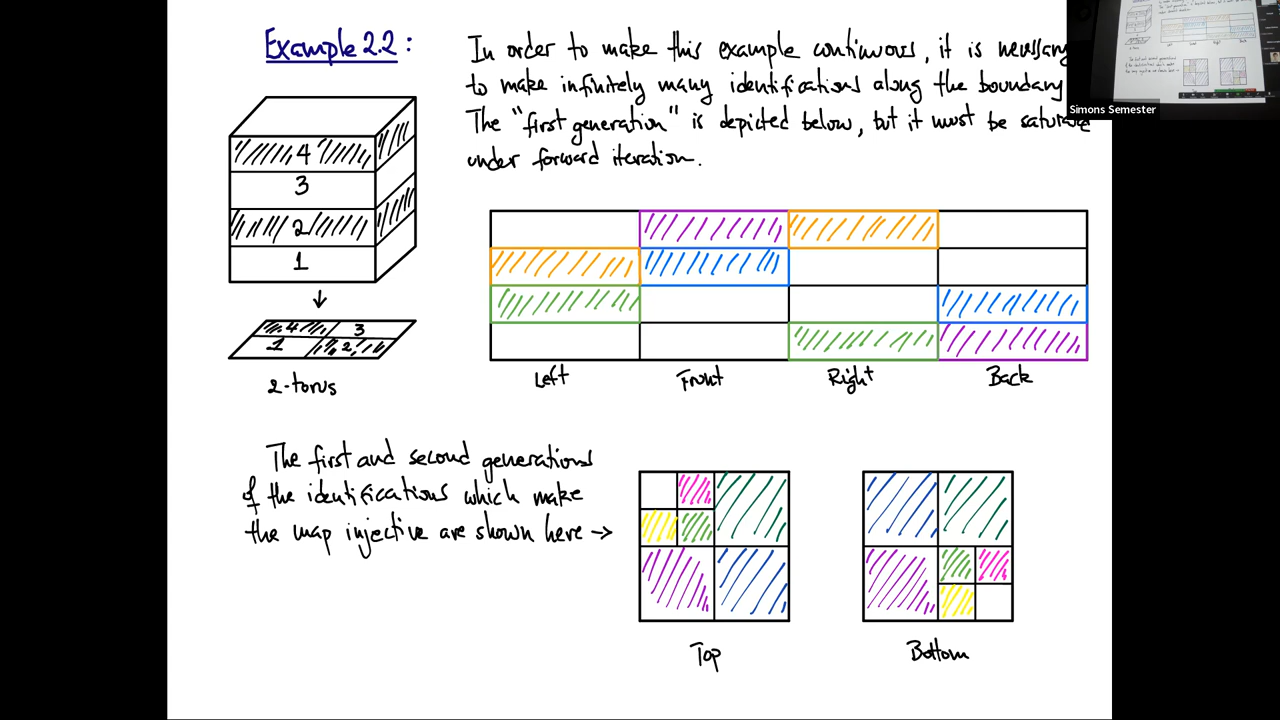 Example 2.2:
In order to make this example continuous, it is necessary
to make infinitely many identifications along the boundary
The "first generation" is depicted below, but it must be
under forward iteration.
Simons Semester
4
3
2
1
4 3
1 2
2-torus
Left Front Right Back
The first and second generations
of the identifications which make
the map injective are shown here →
Top Bottom